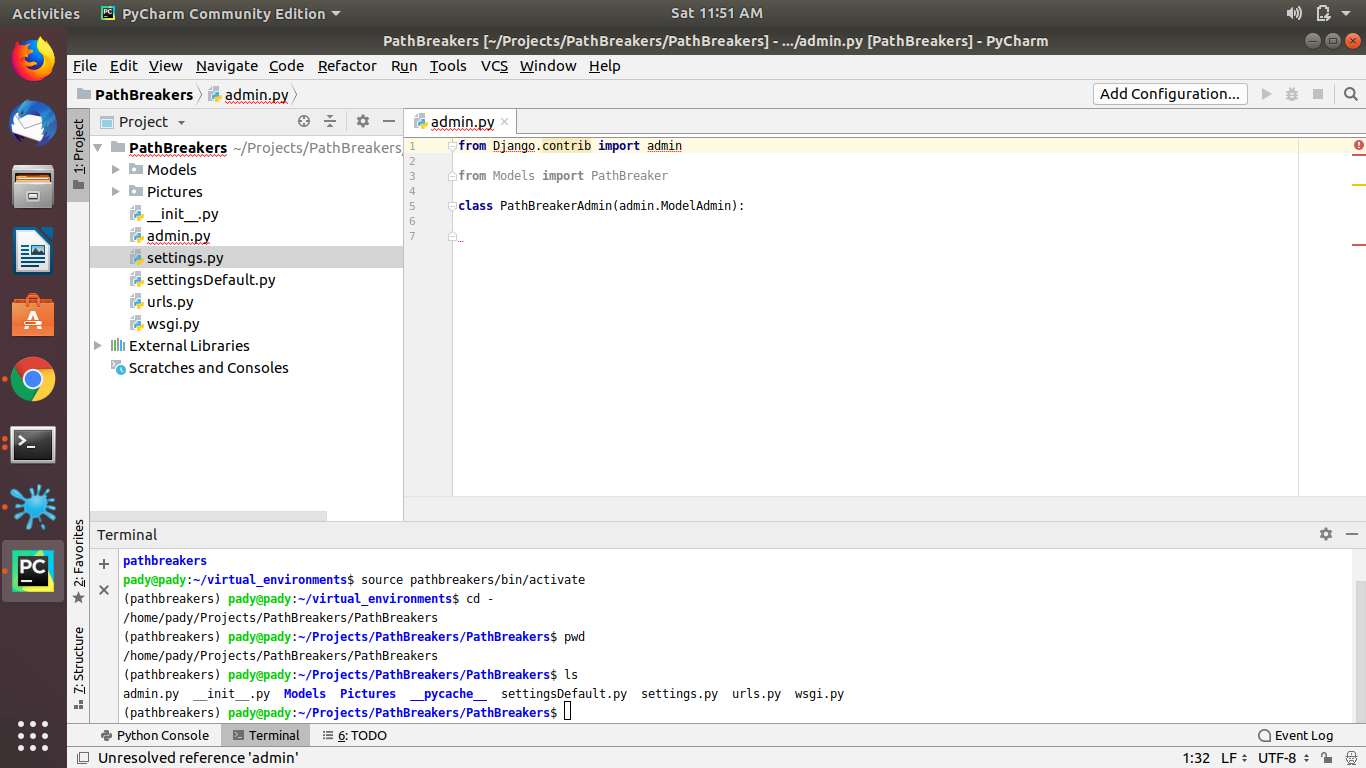 Activities PyCharm Community Edition Sat 11:51 AM
PathBreakers [~/Projects/PathBreakers/PathBreakers] - .../admin.py [PathBreakers] - PyCharm
File Edit View Navigate Code Refactor Run Tools VCS Window Help
PathBreakers admin.py Add Configuration...
1: Project
Project
PathBreakers ~/Projects/PathBreakers/
Models
Pictures
__init__.py
admin.py
settings.py
settingsDefault.py
urls.py
wsgi.py
External Libraries
Scratches and Consoles
admin.py
1 from Django.contrib import admin
2
3 from Models import PathBreaker
4
5 class PathBreakerAdmin(admin.ModelAdmin):
6
7
2: Favorites
7: Structure
Terminal
pathbreakers
pady@pady:~/virtual_environments$ source pathbreakers/bin/activate
(pathbreakers) pady@pady:~/virtual_environments$ cd -
/home/pady/Projects/PathBreakers/PathBreakers
(pathbreakers) pady@pady:~/Projects/PathBreakers/PathBreakers$ pwd
/home/pady/Projects/PathBreakers/PathBreakers
(pathbreakers) pady@pady:~/Projects/PathBreakers/PathBreakers$ ls
admin.py __init__.py Models Pictures __pycache__ settingsDefault.py settings.py urls.py wsgi.py
(pathbreakers) pady@pady:~/Projects/PathBreakers/PathBreakers$
Python Console Terminal 6: TODO Event Log
Unresolved reference 'admin' 1:32 LF UTF-8
PC